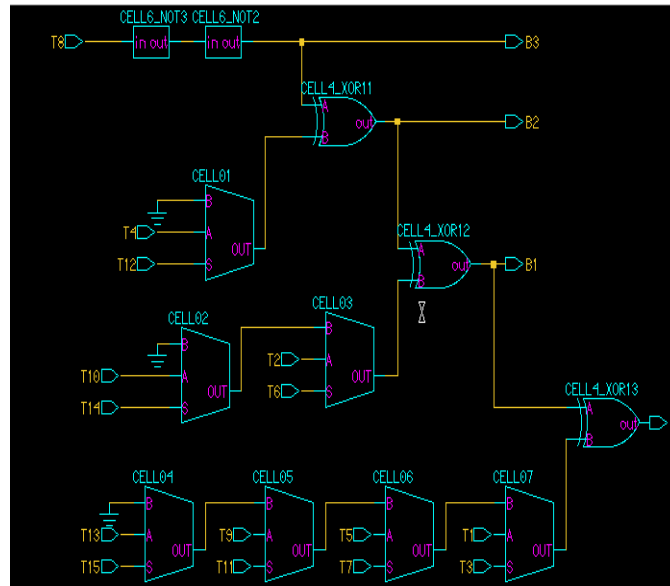 CELL6_NOT3 CELL6_NOT2
T8 in out in out B3
CELL4_XOR11
A
out B2
B
CELL01
B
T4 A
OUT
T12 S
CELL4_XOR12
A
out B1
B
CELL02 CELL03
B B
T10 A T2 A
OUT OUT
T14 S T6 S
CELL4_XOR13
A
out
B
CELL04 CELL05 CELL06 CELL07
B B B B
T13 A T9 A T5 A T1 A
OUT OUT OUT OUT
T15 S T11 S T7 S T3 S